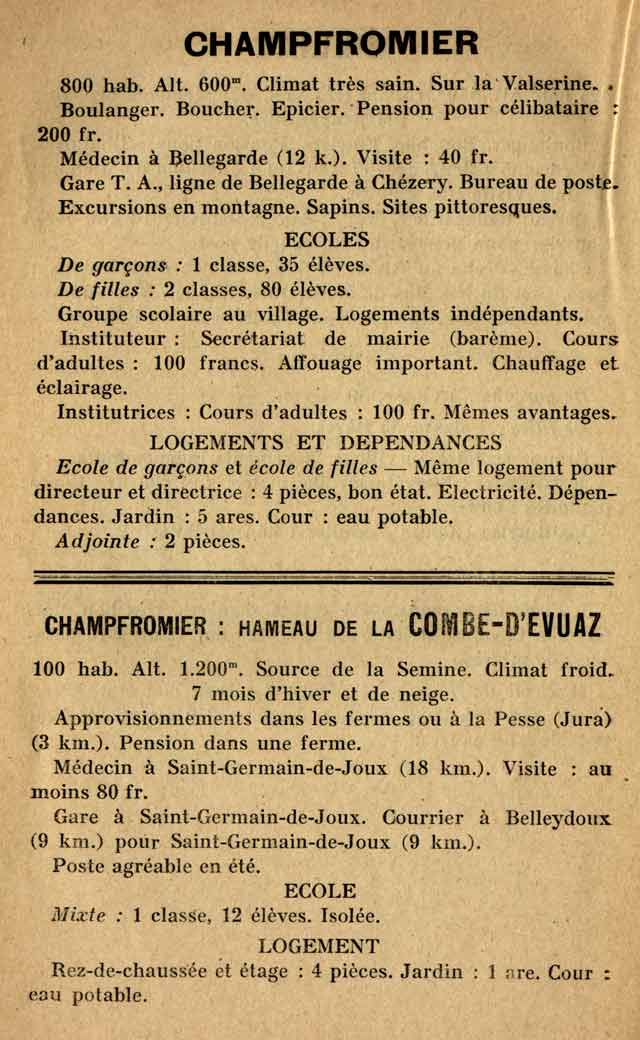 CHAMPFROMIER
800 hab. Alt. 600m. Climat très sain. Sur la Valserine.
Boulanger. Boucher. Epicier. Pension pour célibataire :
200 fr.
Médecin à Bellegarde (12 k.). Visite : 40 fr.
Gare T. A., ligne de Bellegarde à Chézery. Bureau de poste.
Excursions en montagne. Sapins. Sites pittoresques.
ECOLES
De garçons : 1 classe, 35 élèves.
De filles : 2 classes, 80 élèves.
Groupe scolaire au village. Logements indépendants.
Instituteur : Secrétariat de mairie (barème). Cours
d'adultes : 100 francs. Affouage important. Chauffage et
éclairage.
Institutrices : Cours d'adultes : 100 fr. Mêmes avantages.
LOGEMENTS ET DEPENDANCES
Ecole de garçons et école de filles — Même logement pour
directeur et directrice : 4 pièces, bon état. Electricité. Dépen-
dances. Jardin : 5 ares. Cour : eau potable.
Adjointe : 2 pièces.
CHAMPFROMIER : HAMEAU DE LA COMBE-D'EVUAZ
100 hab. Alt. 1.200m. Source de la Semine. Climat froid.
7 mois d'hiver et de neige.
Approvisionnements dans les fermes ou à la Pesse (Jura)
(3 km.). Pension dans une ferme.
Médecin à Saint-Germain-de-Joux (18 km.). Visite : au
moins 80 fr.
Gare à Saint-Germain-de-Joux. Courrier à Belleydoux
(9 km.) pour Saint-Germain-de-Joux (9 km.).
Poste agréable en été.
ECOLE
Mixte : 1 classe, 12 élèves. Isolée.
LOGEMENT
Rez-de-chaussée et étage : 4 pièces. Jardin : 1 are. Cour :
eau potable.